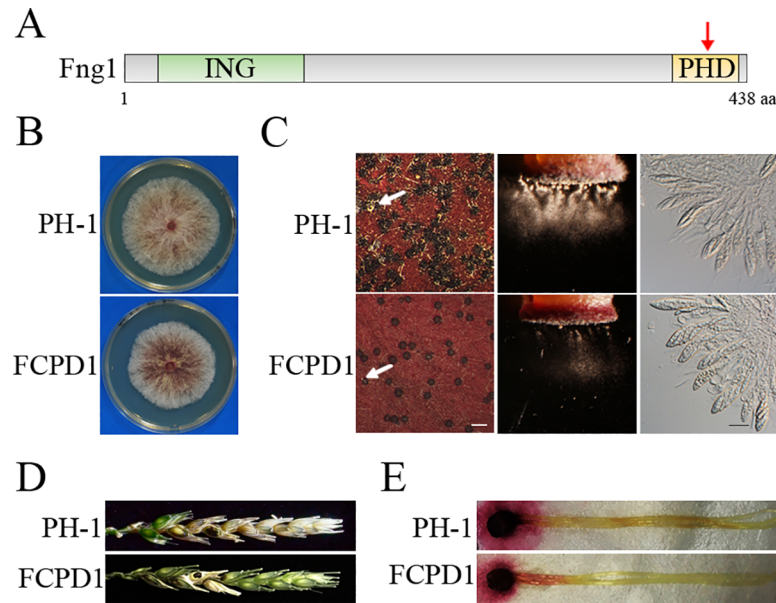 A
Fng1 ING PHD
1 438 aa
B C
PH-1 PH-1
FCPD1 FCPD1
D E
PH-1 PH-1
FCPD1 FCPD1